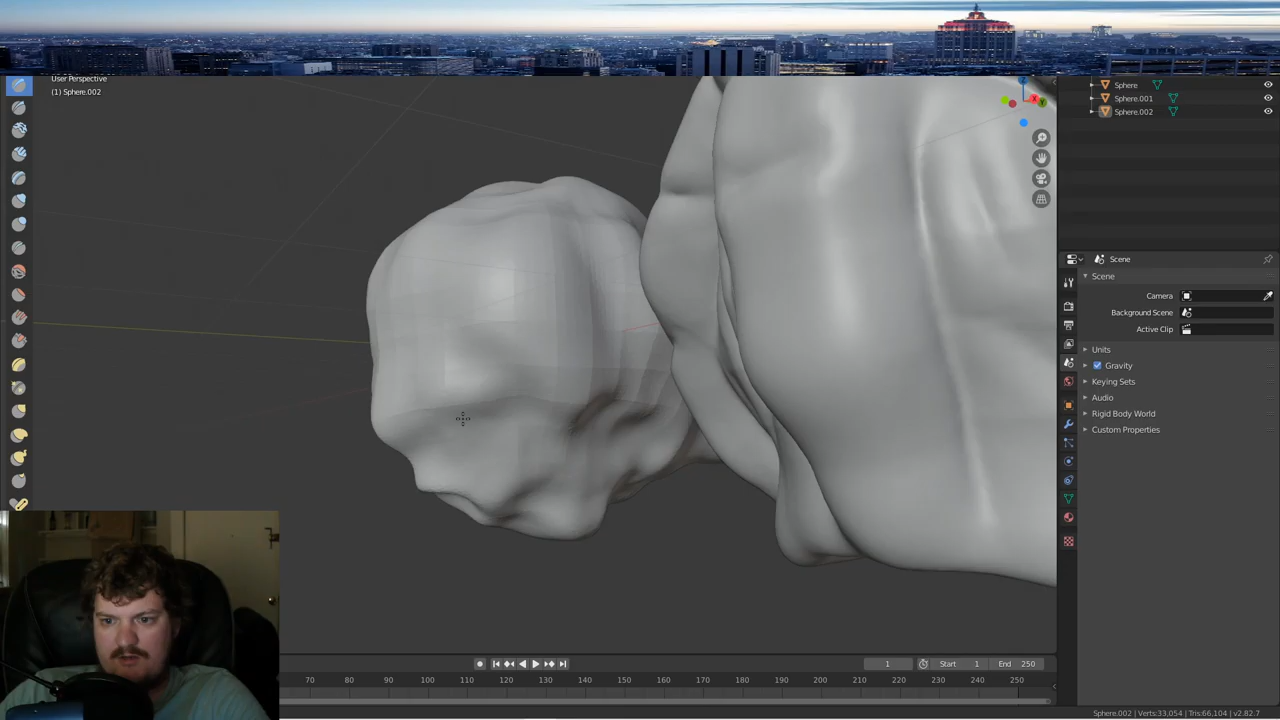 User Perspective
(1) Sphere.002
Sphere
Sphere.001
Sphere.002
X
Y
Scene
Scene
Camera
Background Scene
Active Clip
Units
Gravity
Keying Sets
Audio
Rigid Body World
Custom Properties
1
Start 1
End 250
70 80 90 100 110 120 130 140 150 160 170 180 190 200 210 220 230 240 250
Sphere.002 | Verts:33,054 | Tris:66,104 | v2.82.7